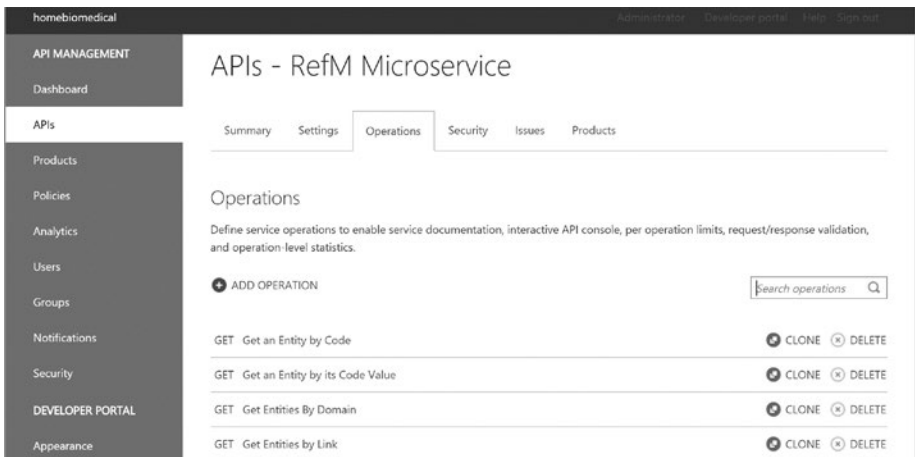 homebiomedical
Administrator Developer portal Help Sign out
API MANAGEMENT
Dashboard
APIs
Products
Policies
Analytics
Users
Groups
Notifications
Security
DEVELOPER PORTAL
Appearance
APIs - RefM Microservice
Summary Settings Operations Security Issues Products
Operations
Define service operations to enable service documentation, interactive API console, per operation limits, request/response validation,
and operation-level statistics.
ADD OPERATION
Search operations
GET Get an Entity by Code CLONE DELETE
GET Get an Entity by its Code Value CLONE DELETE
GET Get Entities By Domain CLONE DELETE
GET Get Entities by Link CLONE DELETE